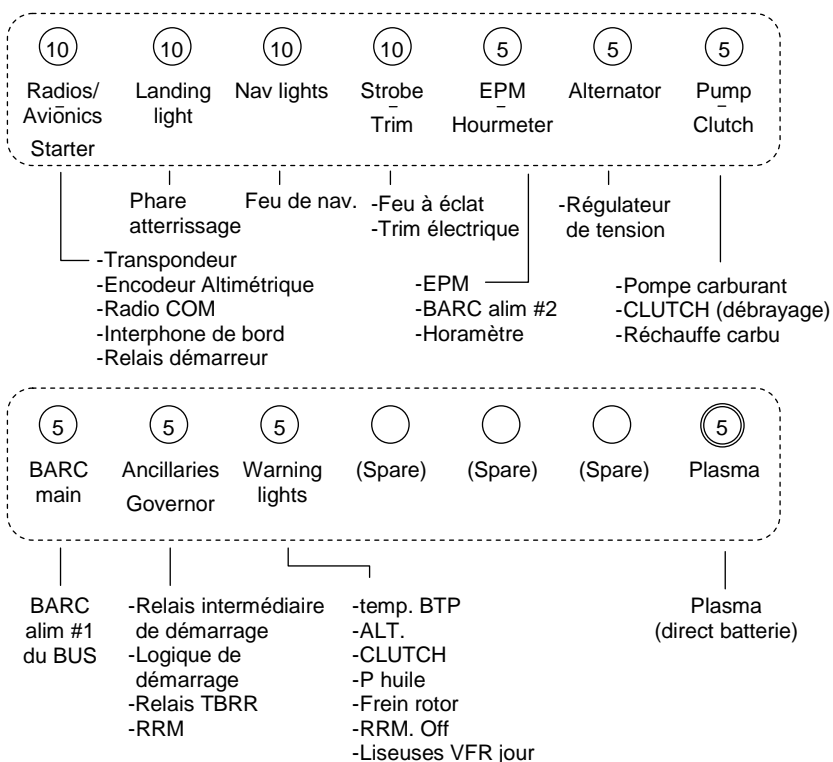 10 10 10 10 5 5 5
Radios/ Landing Nav lights Strobe EPM Alternator Pump
Avionics light – – –
– Trim Hourmeter Clutch
Starter
Phare Feu de nav. -Feu à éclat -Régulateur
atterrissage -Trim électrique de tension
-Transpondeur
-Encodeur Altimétrique -EPM -Pompe carburant
-Radio COM -BARC alim #2 -CLUTCH (débrayage)
-Interphone de bord -Horamètre -Réchauffe carbu
-Relais démarreur
5 5 5 5
BARC Ancillaries Warning (Spare) (Spare) (Spare) Plasma
main Governor lights
BARC -Relais intermédiaire -temp. BTP Plasma
alim #1 de démarrage -ALT. (direct batterie)
du BUS -Logique de -CLUTCH
démarrage -P huile
-Relais TBRR -Frein rotor
-RRM -RRM. Off
-Liseuses VFR jour